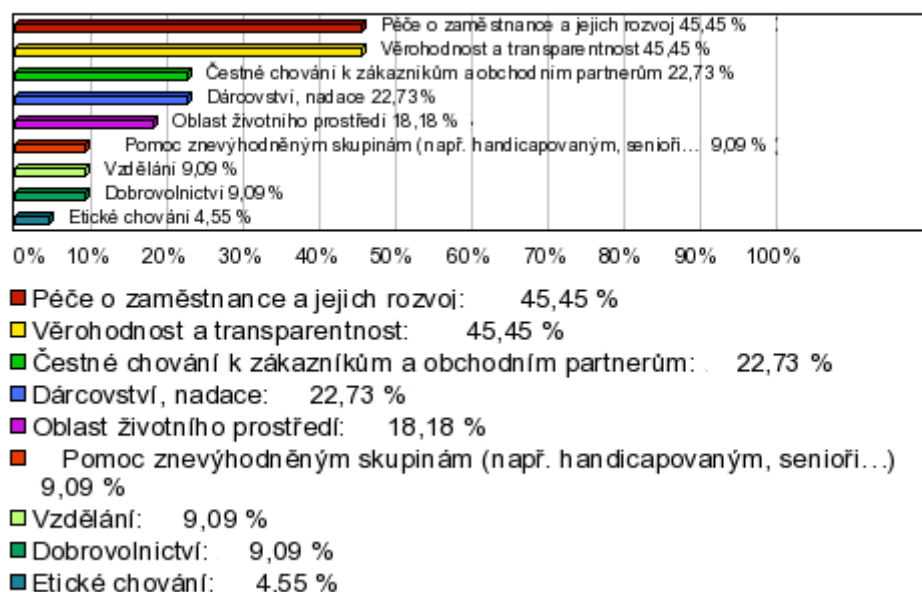 Péče o zaměstnance a jejich rozvoj 45,45 %
Věrohodnost a transparentnost 45,45 %
Čestné chování k zákazníkům a obchodním partnerům 22,73 %
Dárcovství, nadace 22,73 %
Oblast životního prostředí 18,18 %
Pomoc znevýhodněným skupinám (např. handicapovaným, senioři... 9,09 %
Vzdělání 9,09 %
Dobrovolnictví 9,09 %
Etické chování 4,55 %
0% 10% 20% 30% 40% 50% 60% 70% 80% 90% 100%
Péče o zaměstnance a jejich rozvoj: 45,45 %
Věrohodnost a transparentnost: 45,45 %
Čestné chování k zákazníkům a obchodním partnerům: 22,73 %
Dárcovství, nadace: 22,73 %
Oblast životního prostředí: 18,18 %
Pomoc znevýhodněným skupinám (např. handicapovaným, senioři...)
9,09 %
Vzdělání: 9,09 %
Dobrovolnictví: 9,09 %
Etické chování: 4,55 %